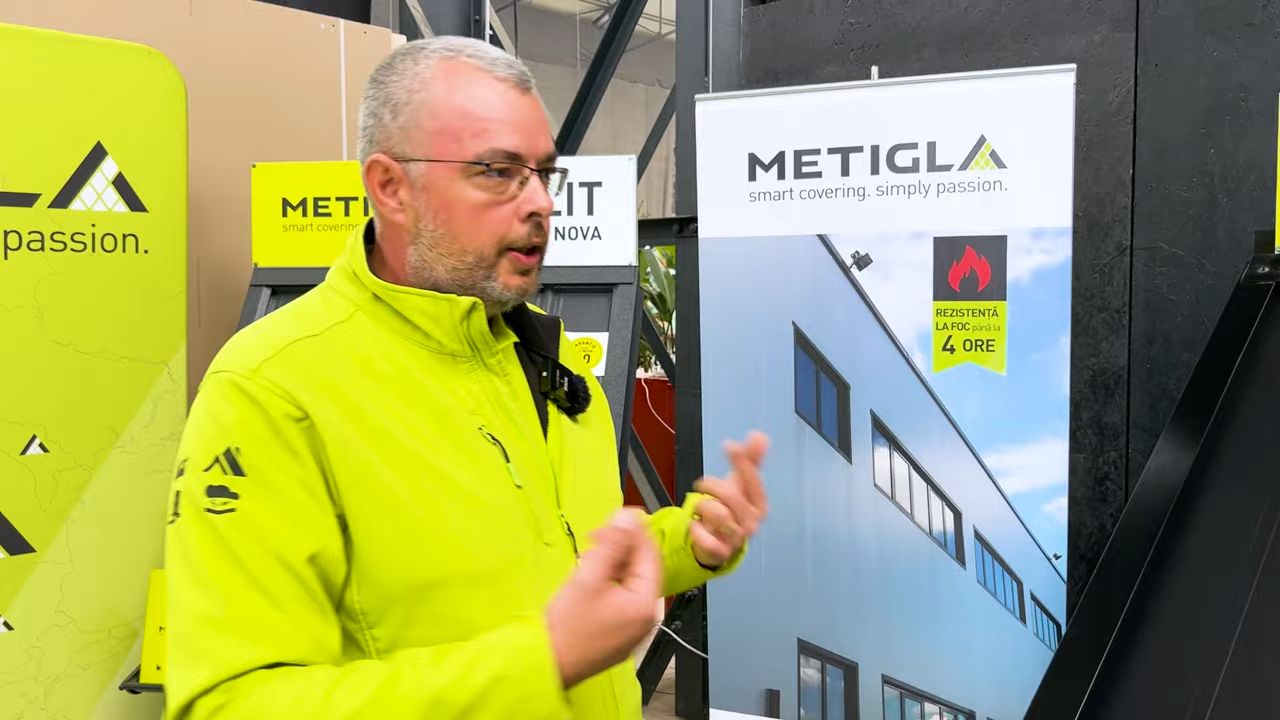 passion.
METI
smart covering
LIT
NOVA
METIGLA
smart covering. simply passion.
REZISTENȚĂ
LA FOC până la
4 ORE